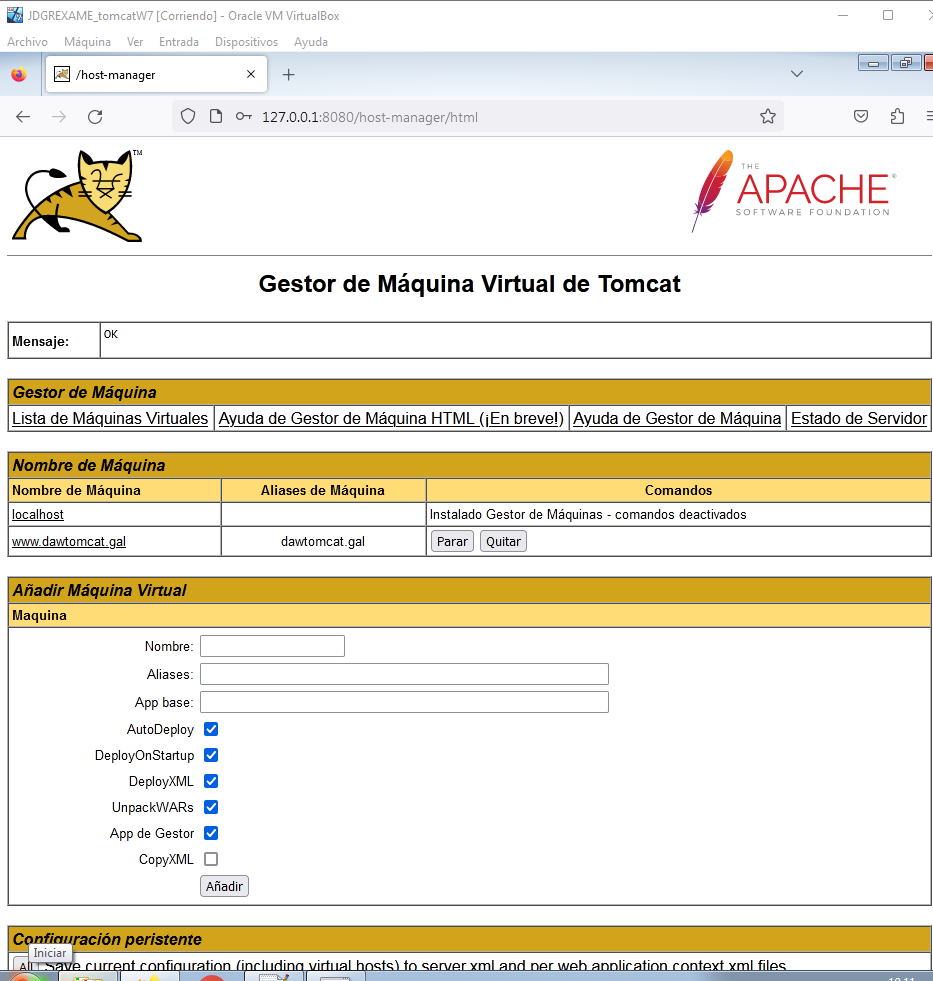 JDGREXAME_tomcatW7 [Corriendo] - Oracle VM VirtualBox
Archivo Máquina Ver Entrada Dispositivos Ayuda
/host-manager
127.0.0.1:8080/host-manager/html
TM
THE
APACHE®
SOFTWARE FOUNDATION
Gestor de Máquina Virtual de Tomcat
Mensaje: OK
Gestor de Máquina
Lista de Máquinas Virtuales Ayuda de Gestor de Máquina HTML (¡En breve!) Ayuda de Gestor de Máquina Estado de Servidor
Nombre de Máquina
Nombre de Máquina Aliases de Máquina Comandos
localhost Instalado Gestor de Máquinas - comandos deactivados
www.dawtomcat.gal dawtomcat.gal Parar Quitar
Añadir Máquina Virtual
Maquina
Nombre:
Aliases:
App base:
AutoDeploy
DeployOnStartup
DeployXML
UnpackWARs
App de Gestor
CopyXML
Añadir
Configuración peristente
Iniciar
Save current configuration (including virtual hosts) to server.xml and per web application context.xml files